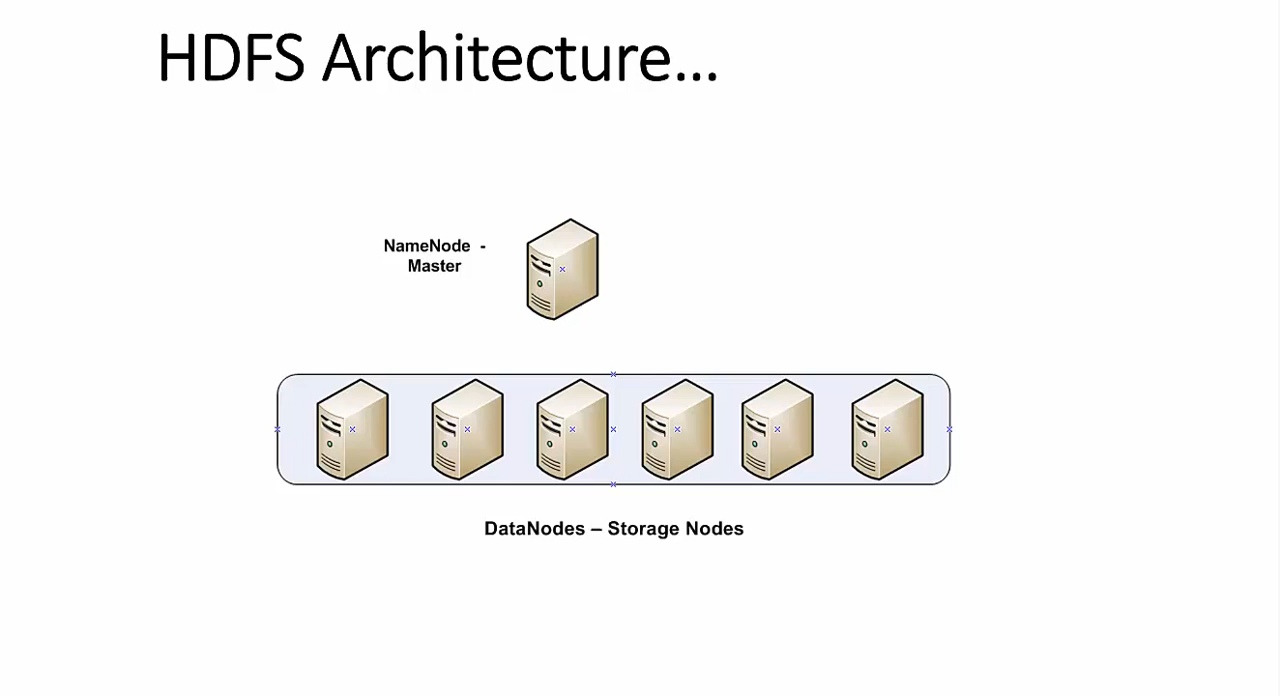 HDFS Architecture...
NameNode -
Master
DataNodes – Storage Nodes